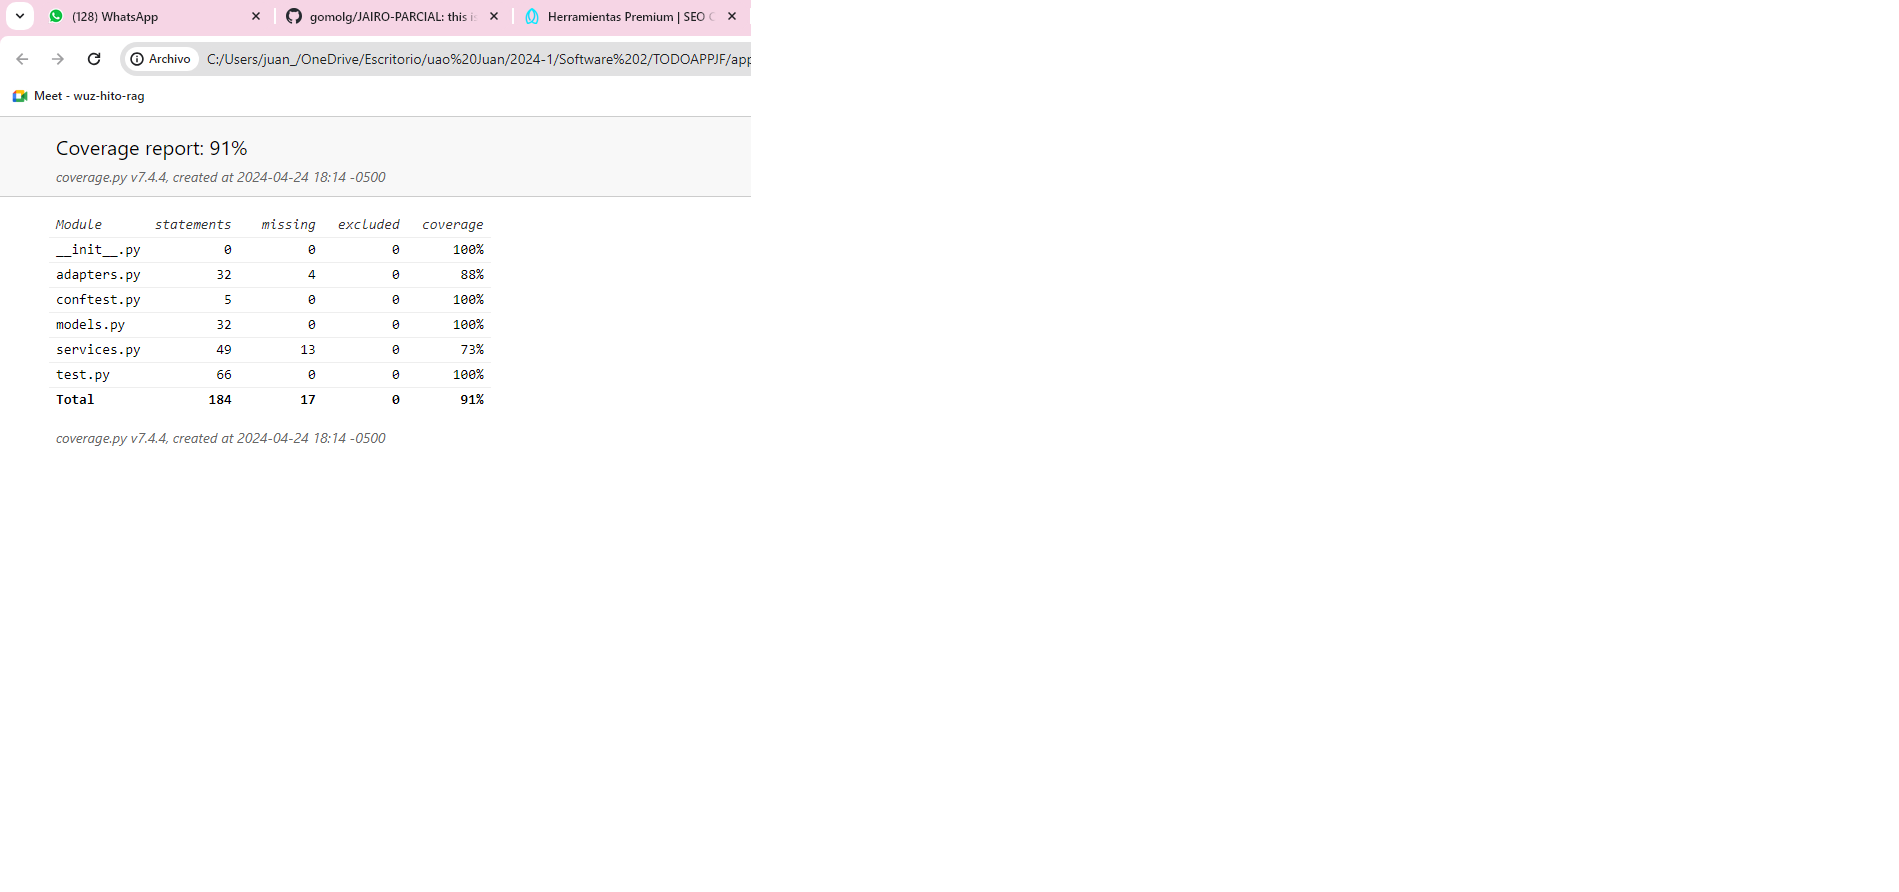 (128) WhatsApp
gomolg/JAIRO-PARCIAL: this is
Herramientas Premium | SEO
Archivo
C:/Users/juan_/OneDrive/Escritorio/uao%20Juan/2024-1/Software%202/TODOAPPJF/app
Meet - wuz-hito-rag
Coverage report: 91%
coverage.py v7.4.4, created at 2024-04-24 18:14 -0500
Module statements missing excluded coverage
__init__.py 0 0 0 100%
adapters.py 32 4 0 88%
conftest.py 5 0 0 100%
models.py 32 0 0 100%
services.py 49 13 0 73%
test.py 66 0 0 100%
Total 184 17 0 91%
coverage.py v7.4.4, created at 2024-04-24 18:14 -0500